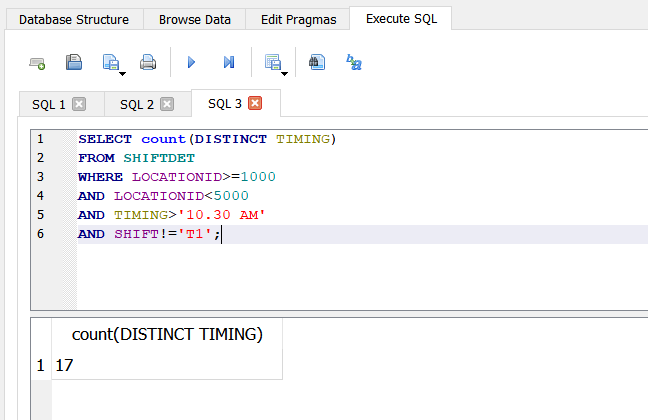 Database Structure Browse Data Edit Pragmas Execute SQL
SQL 1 SQL 2 SQL 3
1 SELECT count(DISTINCT TIMING)
2 FROM SHIFTDET
3 WHERE LOCATIONID>=1000
4 AND LOCATIONID<5000
5 AND TIMING>'10.30 AM'
6 AND SHIFT!='T1';
count(DISTINCT TIMING)
1 17